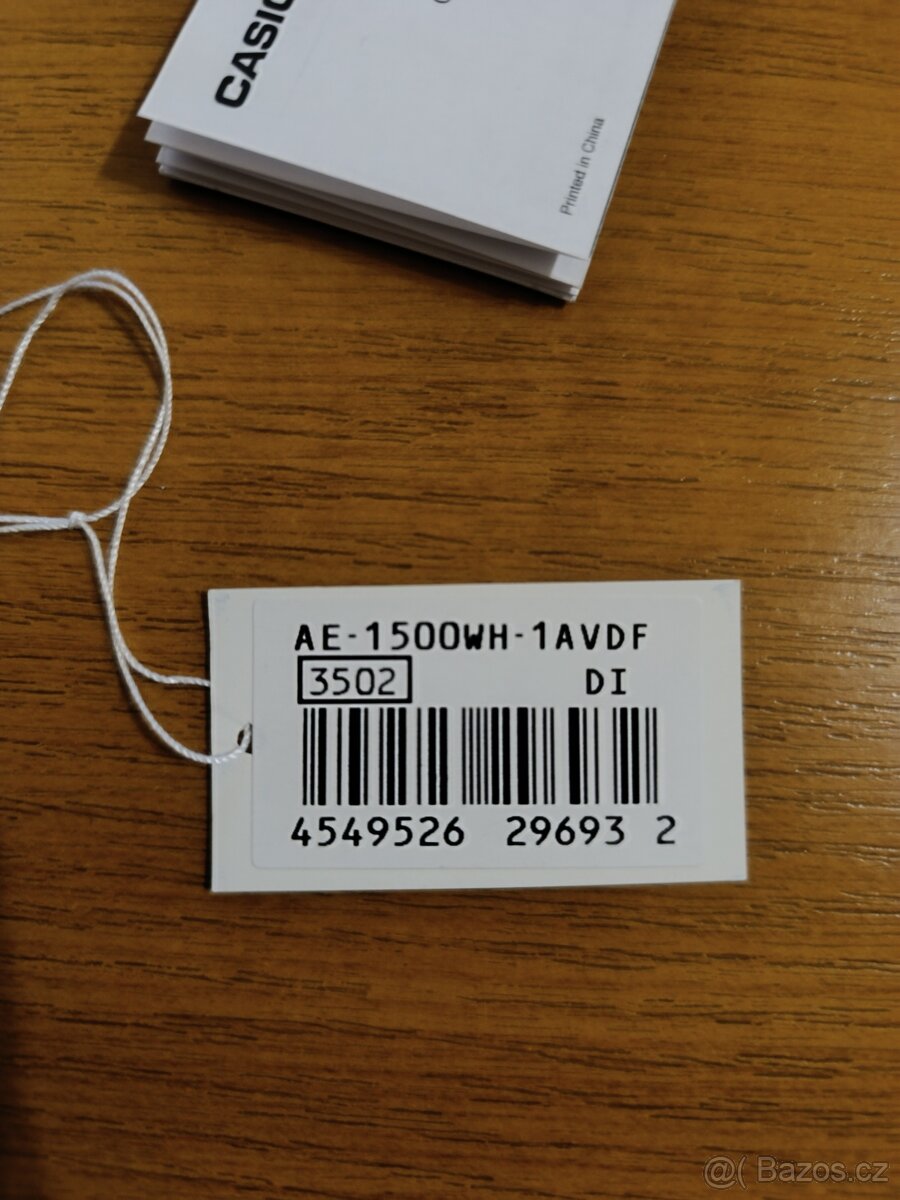 CASIO
Printed in China
AE-1500WH-1AVDF
3502 DI
4549526 29693 2
@( Bazos.cz